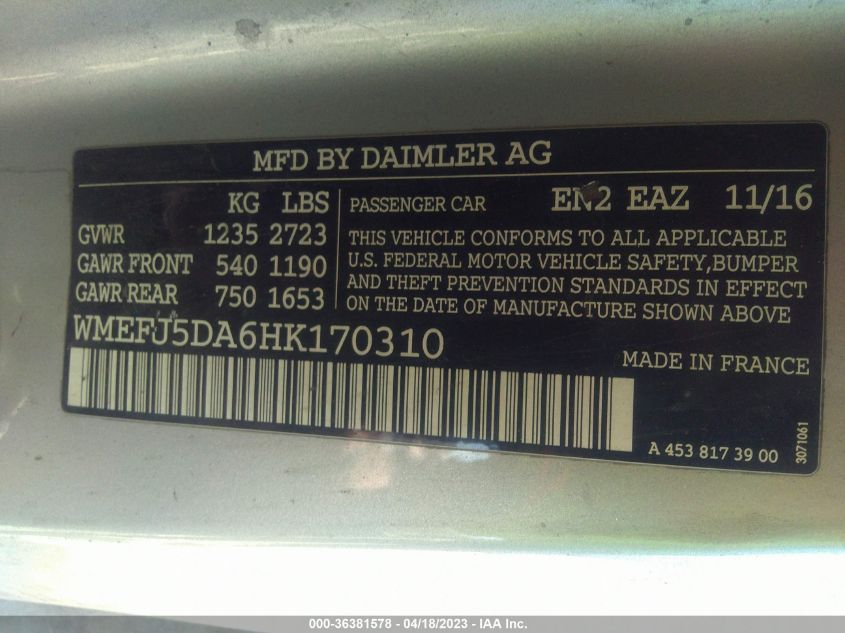 MFD BY DAIMLER AG
KG LBS
GVWR 1235 2723
GAWR FRONT 540 1190
GAWR REAR 750 1653
PASSENGER CAR EN2 EAZ 11/16
THIS VEHICLE CONFORMS TO ALL APPLICABLE
U.S. FEDERAL MOTOR VEHICLE SAFETY,BUMPER
AND THEFT PREVENTION STANDARDS IN EFFECT
ON THE DATE OF MANUFACTURE SHOWN ABOVE
WMEFJ5DA6HK170310
MADE IN FRANCE
A 453 817 39 00
3071061
000-36381578 - 04/18/2023 - IAA Inc.